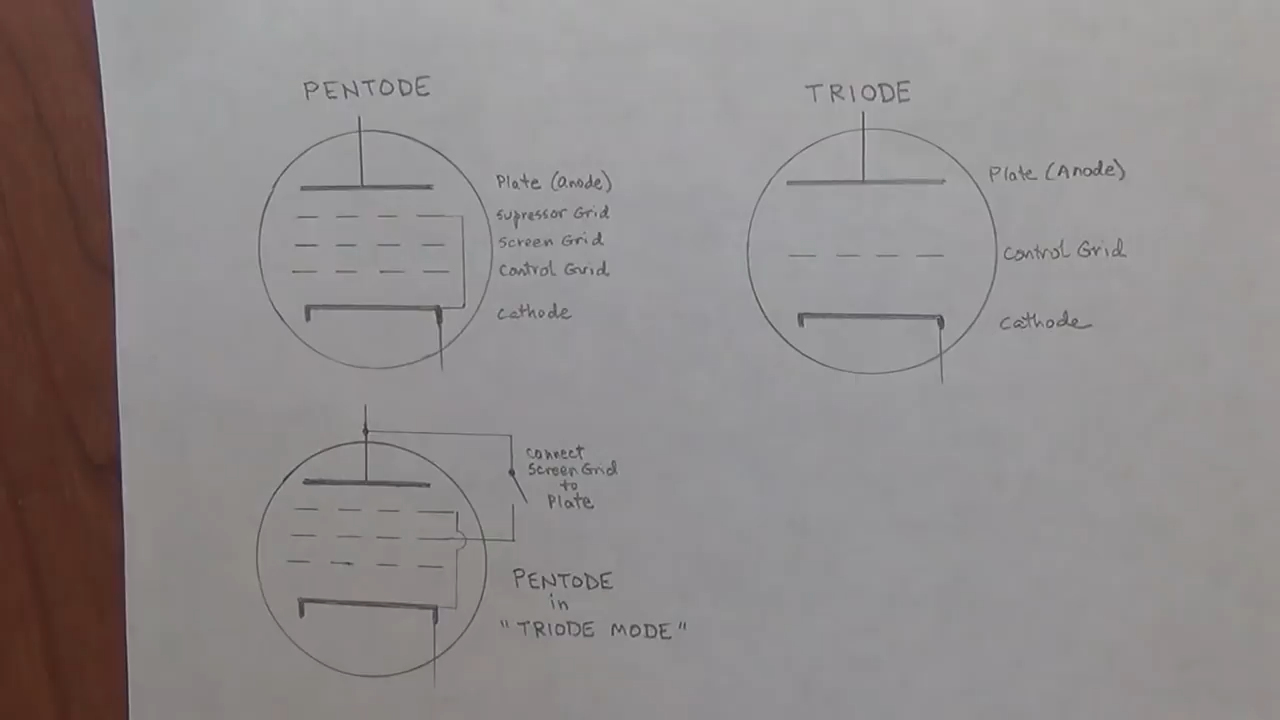 PENTODE
Plate (anode)
supressor Grid
Screen Grid
Control Grid
Cathode
TRIODE
Plate (Anode)
Control Grid
Cathode
Connect
Screen Grid
to
Plate
PENTODE
in
"TRIODE MODE"